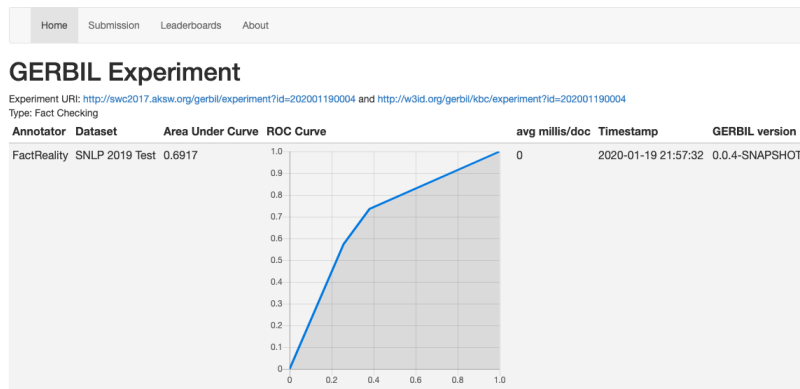 Home Submission Leaderboards About
GERBIL Experiment
Experiment URI: http://swc2017.aksw.org/gerbil/experiment?id=202001190004 and http://w3id.org/gerbil/kbc/experiment?id=202001190004
Type: Fact Checking
Annotator Dataset Area Under Curve ROC Curve avg millis/doc Timestamp GERBIL version
FactReality SNLP 2019 Test 0.6917 0 2020-01-19 21:57:32 0.0.4-SNAPSHOT
1.0
0.9
0.8
0.7
0.6
0.5
0.4
0.3
0.2
0.1
0
0 0.2 0.4 0.6 0.8 1.0